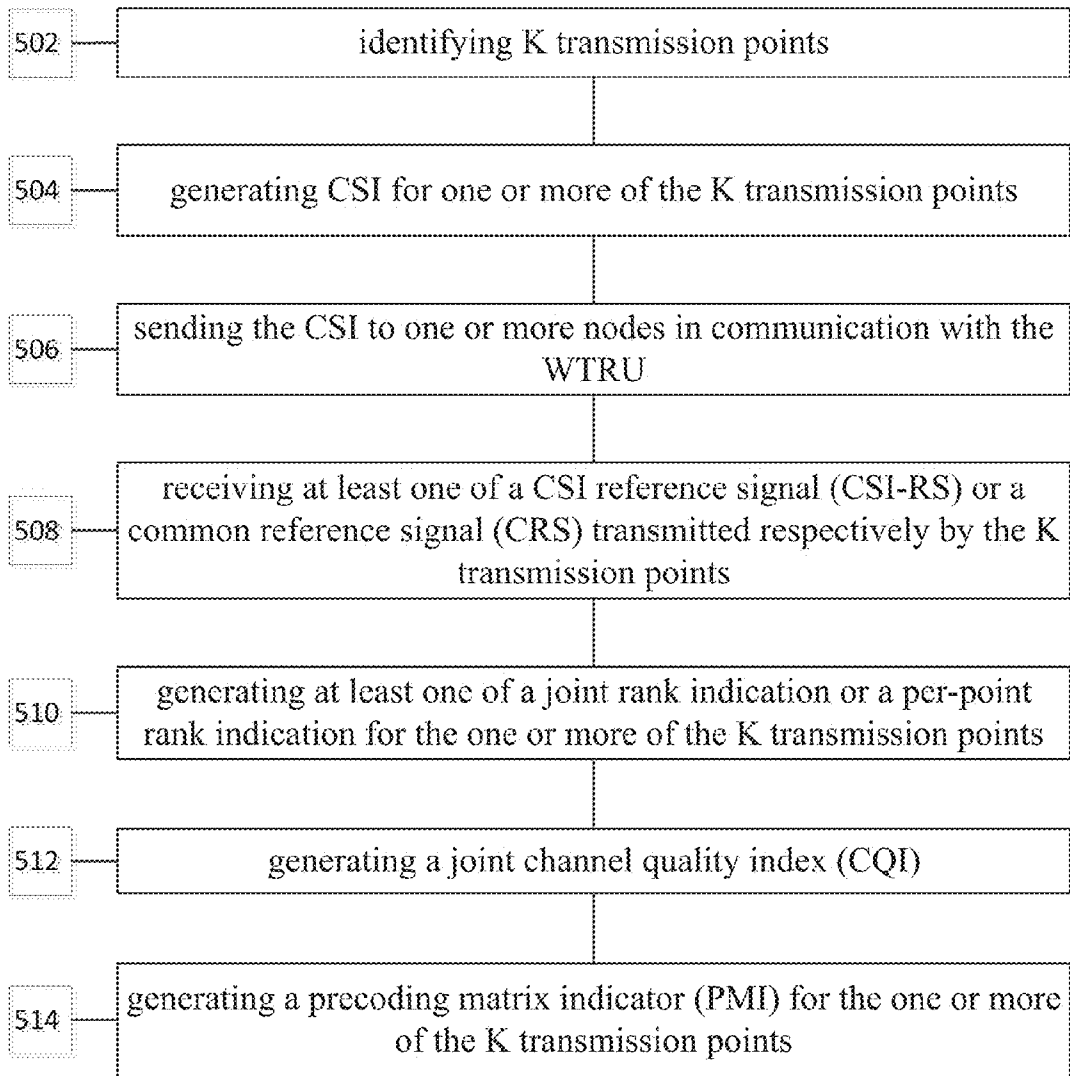 502
identifying K transmission points
504
generating CSI for one or more of the K transmission points
506
sending the CSI to one or more nodes in communication with the
WTRU
508
receiving at least one of a CSI reference signal (CSI-RS) or a
common reference signal (CRS) transmitted respectively by the K
transmission points
510
generating at least one of a joint rank indication or a per-point
rank indication for the one or more of the K transmission points
512
generating a joint channel quality index (CQI)
514
generating a precoding matrix indicator (PMI) for the one or more
of the K transmission points